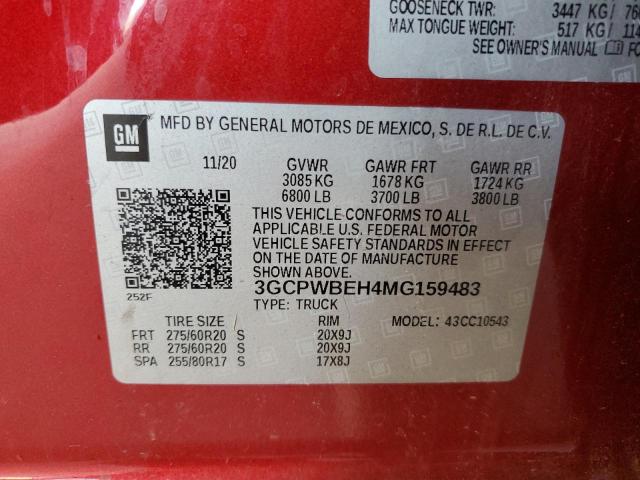 GOOSENECK TWR: 3447 KG/
MAX TONGUE WEIGHT: 517 KG/
SEE OWNER'S MANUAL
GM
MFD BY GENERAL MOTORS DE MEXICO, S. DE R.L. DE C.V.
11/20 GVWR GAWR FRT GAWR RR
3085 KG 1678 KG 1724 KG
6800 LB 3700 LB 3800 LB
THIS VEHICLE CONFORMS TO ALL
APPLICABLE U.S. FEDERAL MOTOR
VEHICLE SAFETY STANDARDS IN EFFECT
ON THE DATE OF MANUFACTURE
SHOWN ABOVE.
252F
3GCPWBEH4MG159483
TYPE: TRUCK
TIRE SIZE RIM MODEL: 43CC10543
FRT 275/60R20 S 20X9J
RR 275/60R20 S 20X9J
SPA 255/80R17 S 17X8J